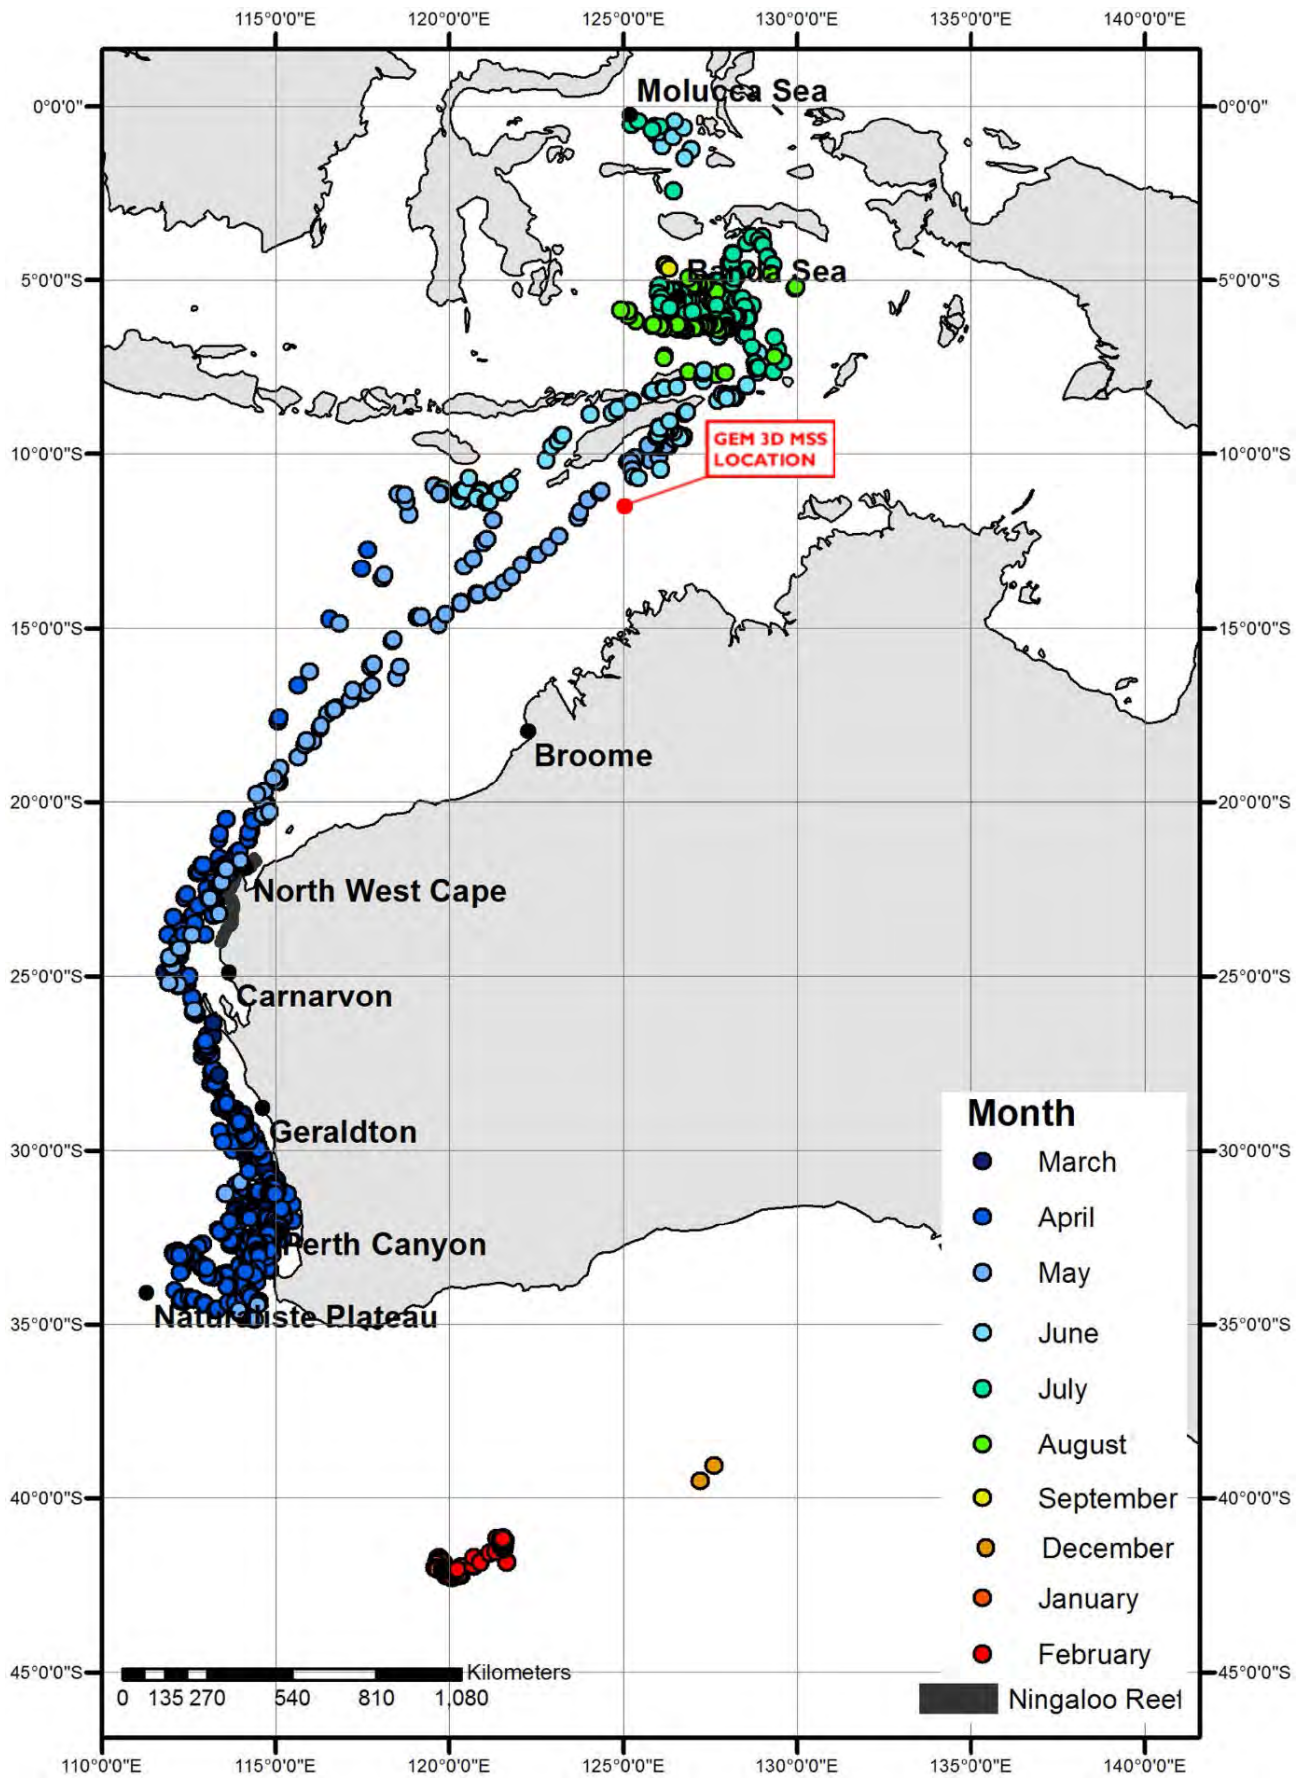 115°0'0"E 120°0'0"E 125°0'0"E 130°0'0"E 135°0'0"E 140°0'0"E
Molucca Sea
0°0'0" 0°0'0"
Banda Sea
5°0'0"S 5°0'0"S
GEM 3D MSS
LOCATION
10°0'0"S 10°0'0"S
15°0'0"S 15°0'0"S
Broome
20°0'0"S 20°0'0"S
North West Cape
25°0'0"S 25°0'0"S
Carnarvon
Geraldton
30°0'0"S 30°0'0"S
Perth Canyon
Naturaliste Plateau
35°0'0"S 35°0'0"S
40°0'0"S 40°0'0"S
45°0'0"S 45°0'0"S
Month
March
April
May
June
July
August
September
December
January
February
Ningaloo Reef
Kilometers
0 135 270 540 810 1,080
110°0'0"E 115°0'0"E 120°0'0"E 125°0'0"E 130°0'0"E 135°0'0"E 140°0'0"E